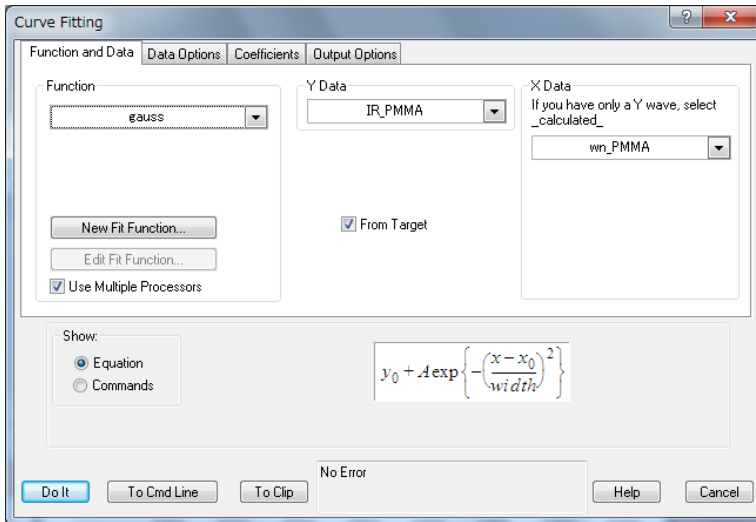 Curve Fitting
Function and Data
Data Options
Coefficients
Output Options
Function
gauss
New Fit Function...
Edit Fit Function...
Use Multiple Processors
Y Data
IR_PMMA
From Target
X Data
If you have only a Y wave, select
_calculated_
wn_PMMA
Show:
Equation
Commands
y₀ + A exp{−((x−x₀)/width)²}
No Error
Do It
To Cmd Line
To Clip
Help
Cancel